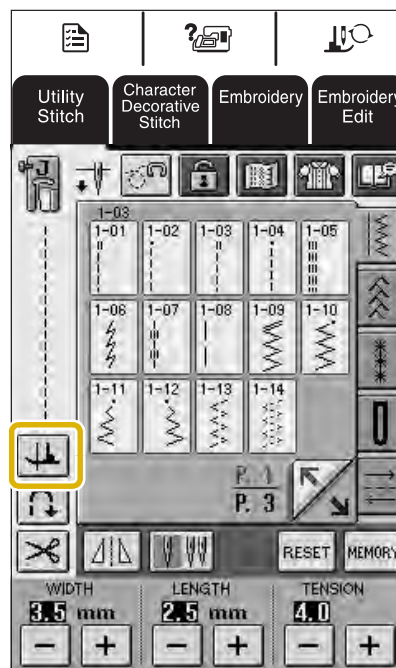 Utility
Stitch
Character
Decorative
Stitch
Embroidery
Embroidery
Edit
J
1-03
1-01 1-02 1-03 1-04 1-05
1-06 1-07 1-08 1-09 1-10
1-11 1-12 1-13 1-14
P. 1
P. 3
RESET MEMORY
WIDTH LENGTH TENSION
3.5 mm 2.5 mm 4.0
− + − + − +